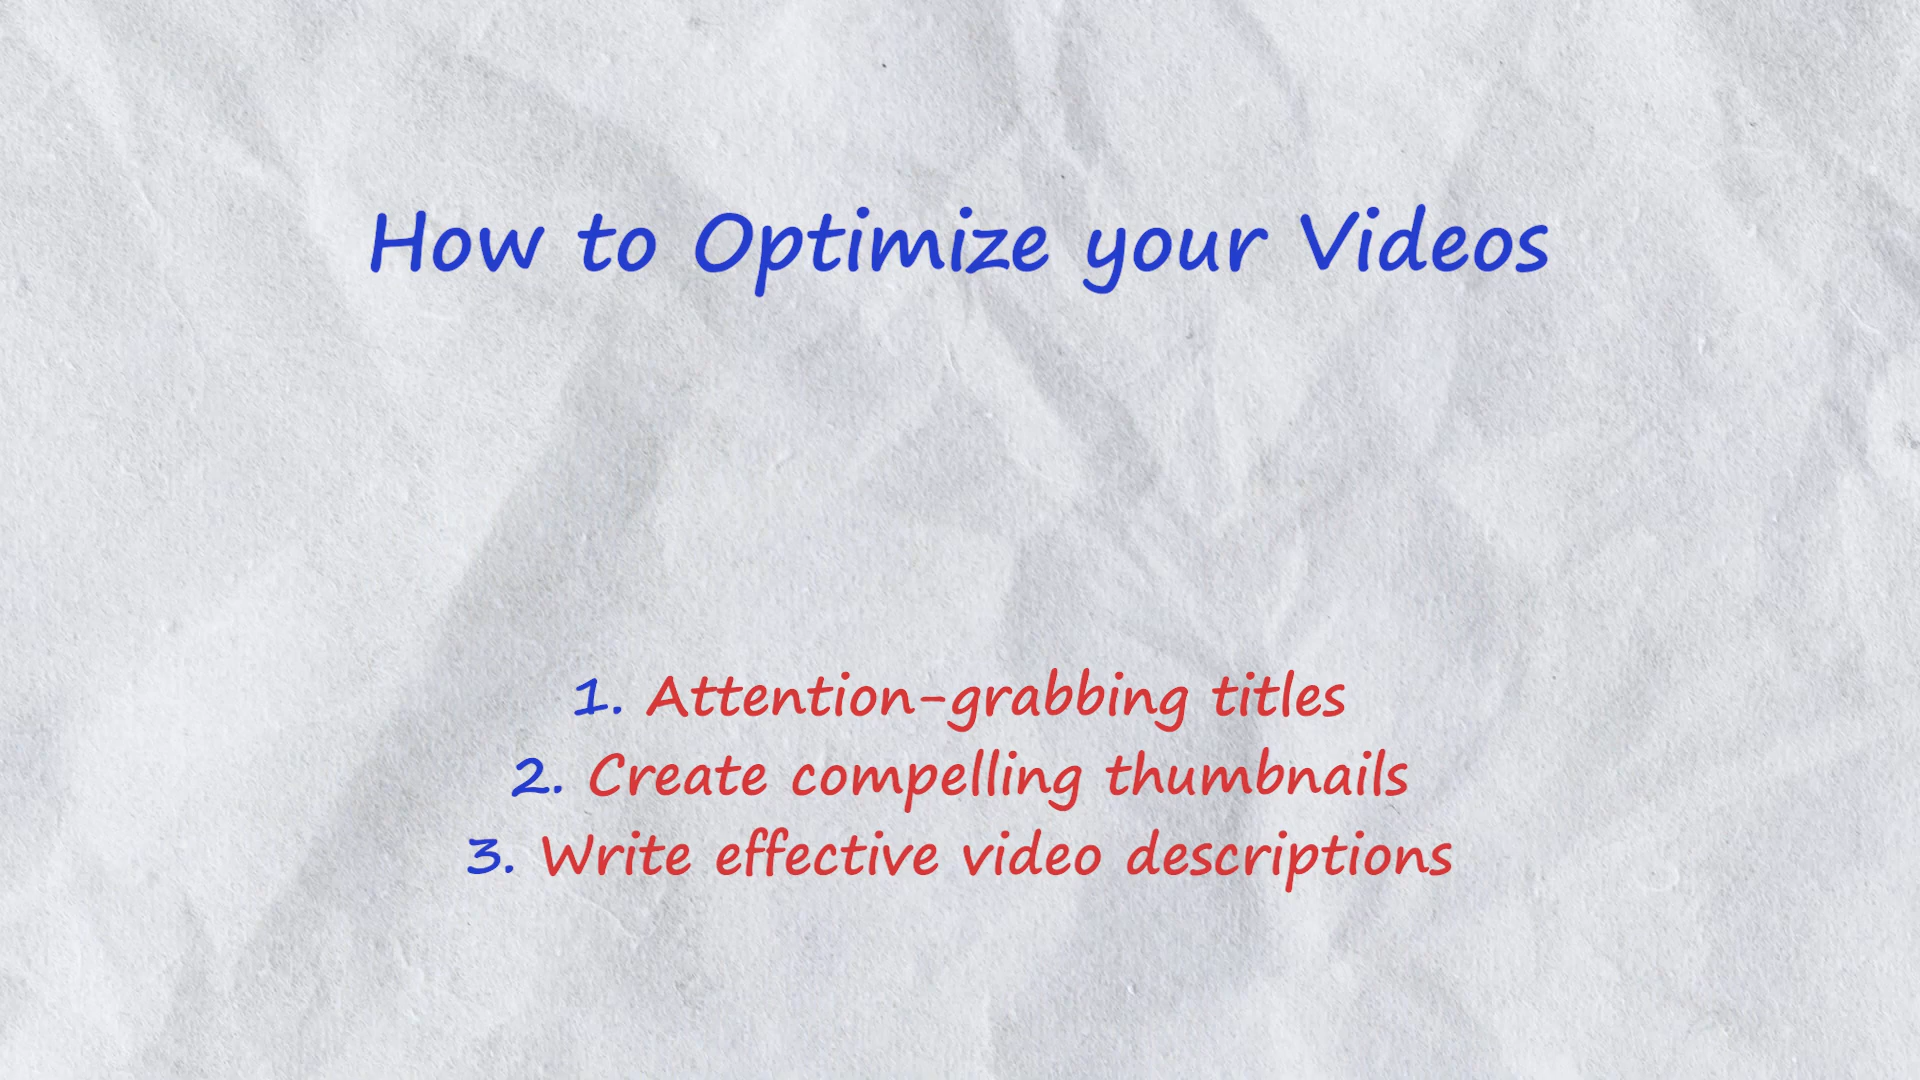 How to Optimize your Videos
1. Attention-grabbing titles
2. Create compelling thumbnails
3. Write effective video descriptions